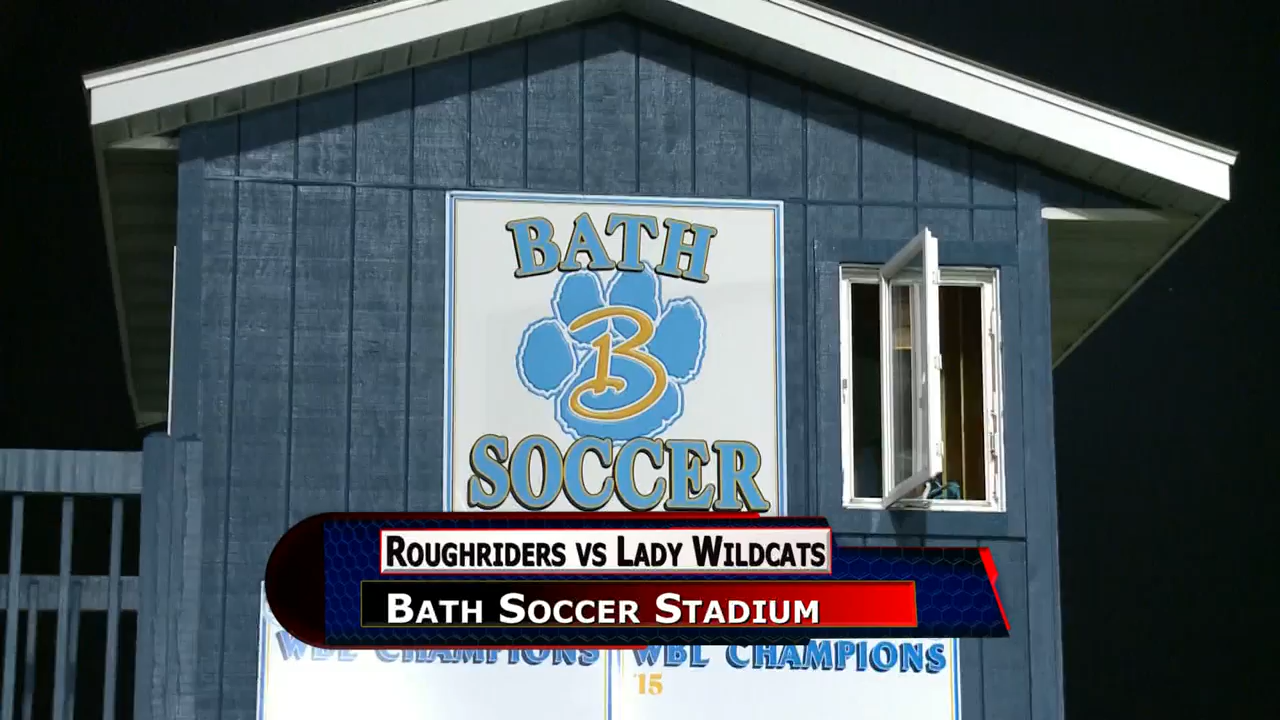 BATH
B
SOCCER
ROUGHRIDERS VS LADY WILDCATS
BATH SOCCER STADIUM
WBL CHAMPIONS
WBL CHAMPIONS
15